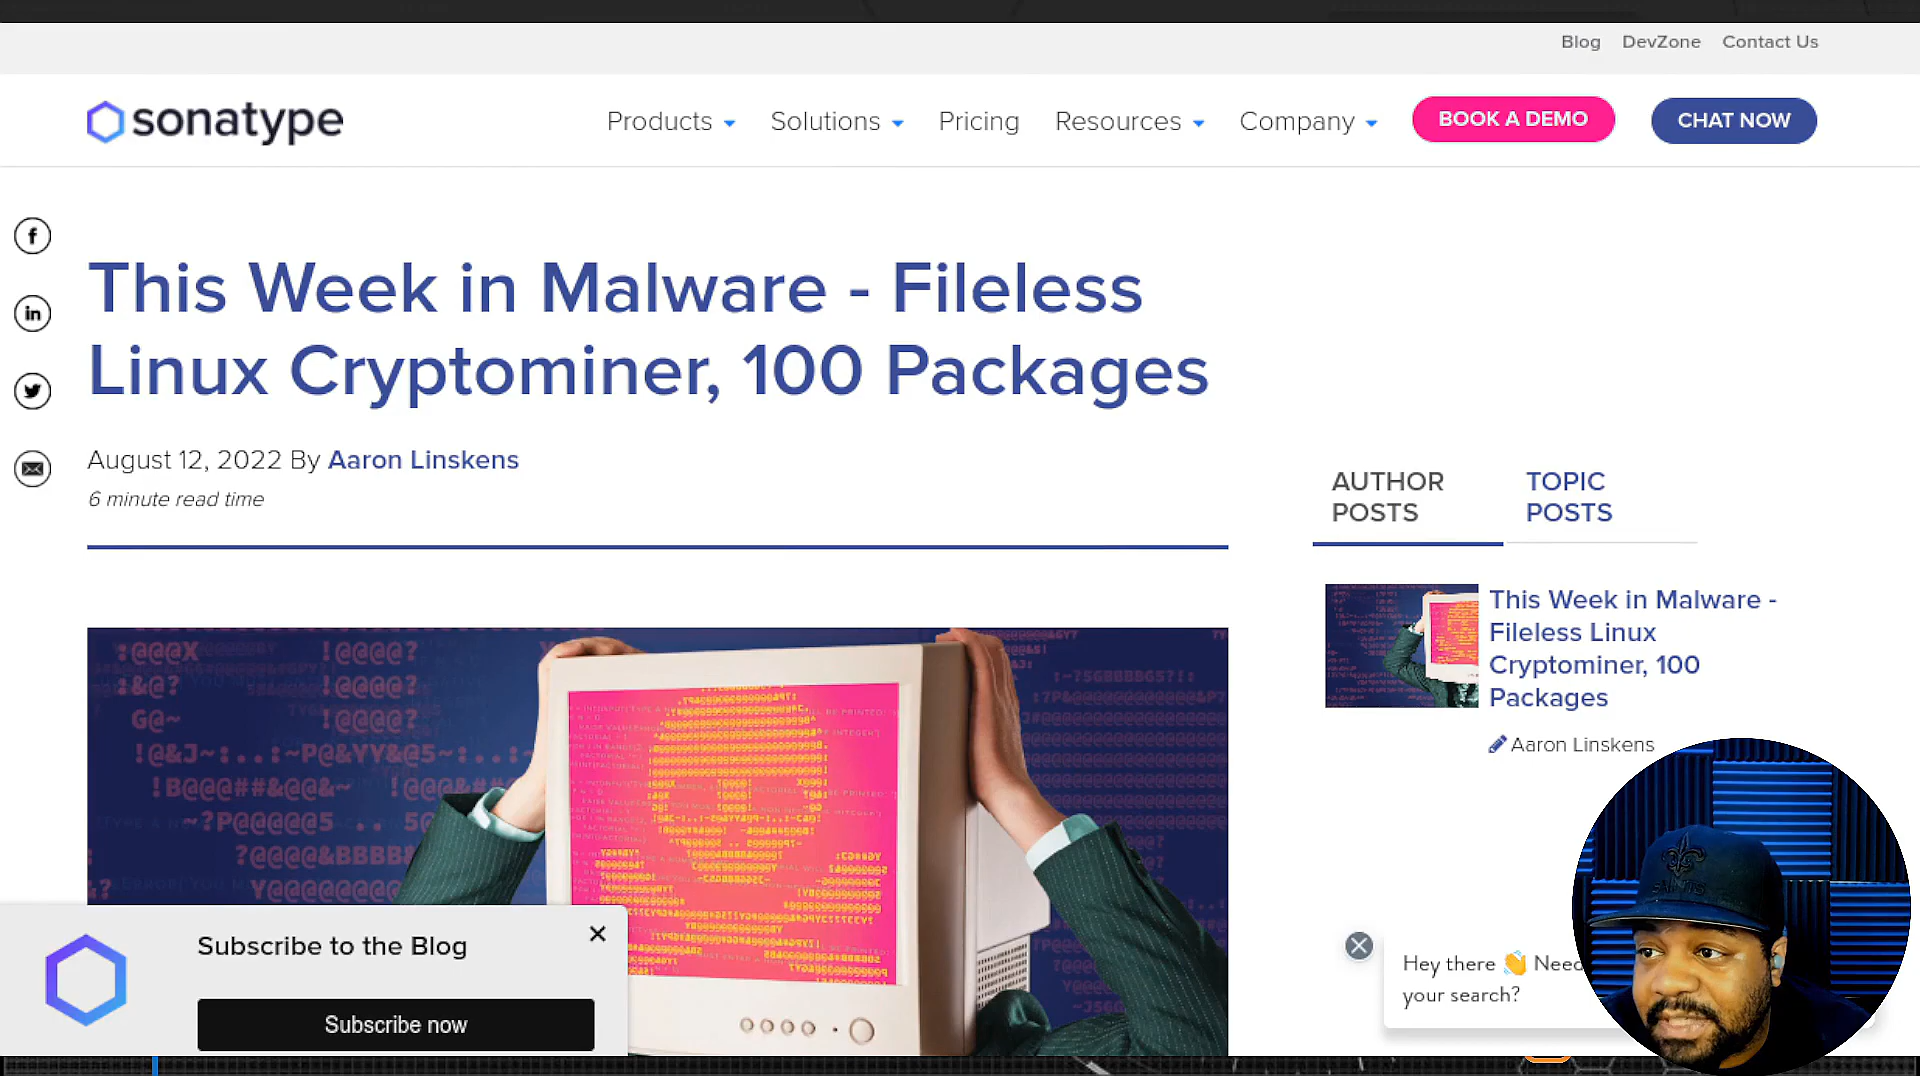 Blog DevZone Contact Us
sonatype
Products Solutions Pricing Resources Company BOOK A DEMO CHAT NOW
This Week in Malware - Fileless
Linux Cryptominer, 100 Packages
August 12, 2022 By Aaron Linskens
6 minute read time
AUTHOR
POSTS
TOPIC
POSTS
This Week in Malware -
Fileless Linux
Cryptominer, 100
Packages
Aaron Linskens
Subscribe to the Blog
Subscribe now
Hey there 👋 Need
your search?
SAINTS